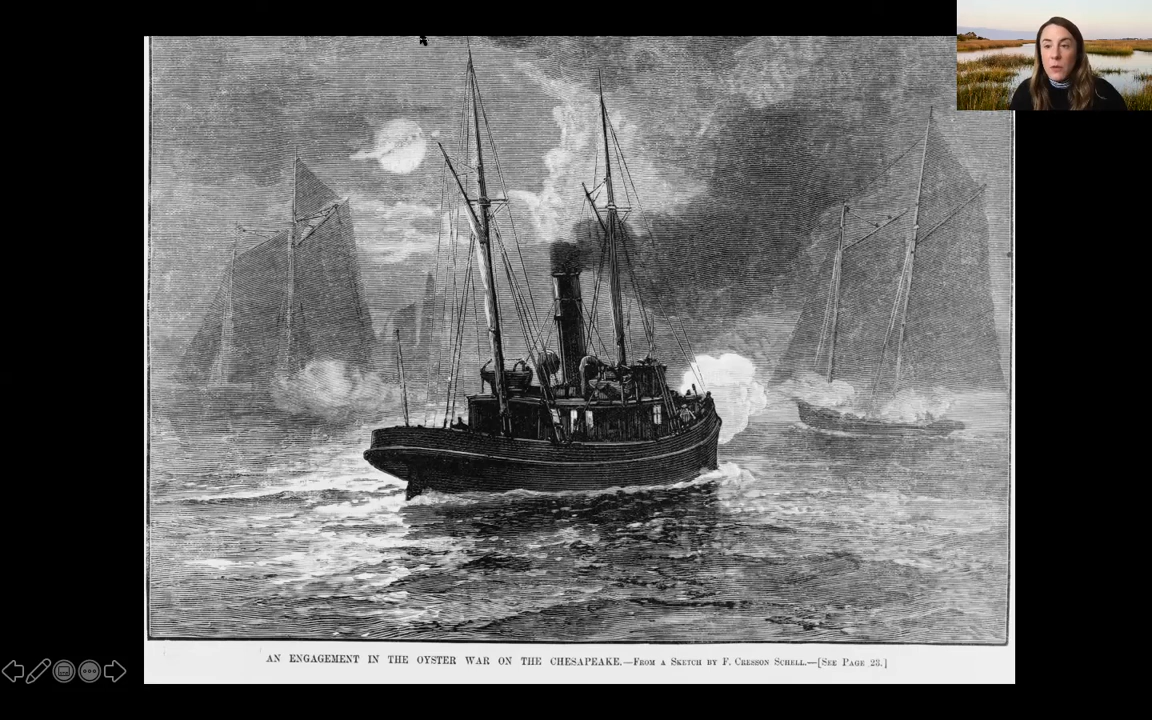 AN ENGAGEMENT IN THE OYSTER WAR ON THE CHESAPEAKE.—FROM A SKETCH BY F. CRESSON SCHELL.—[SEE PAGE 23.]